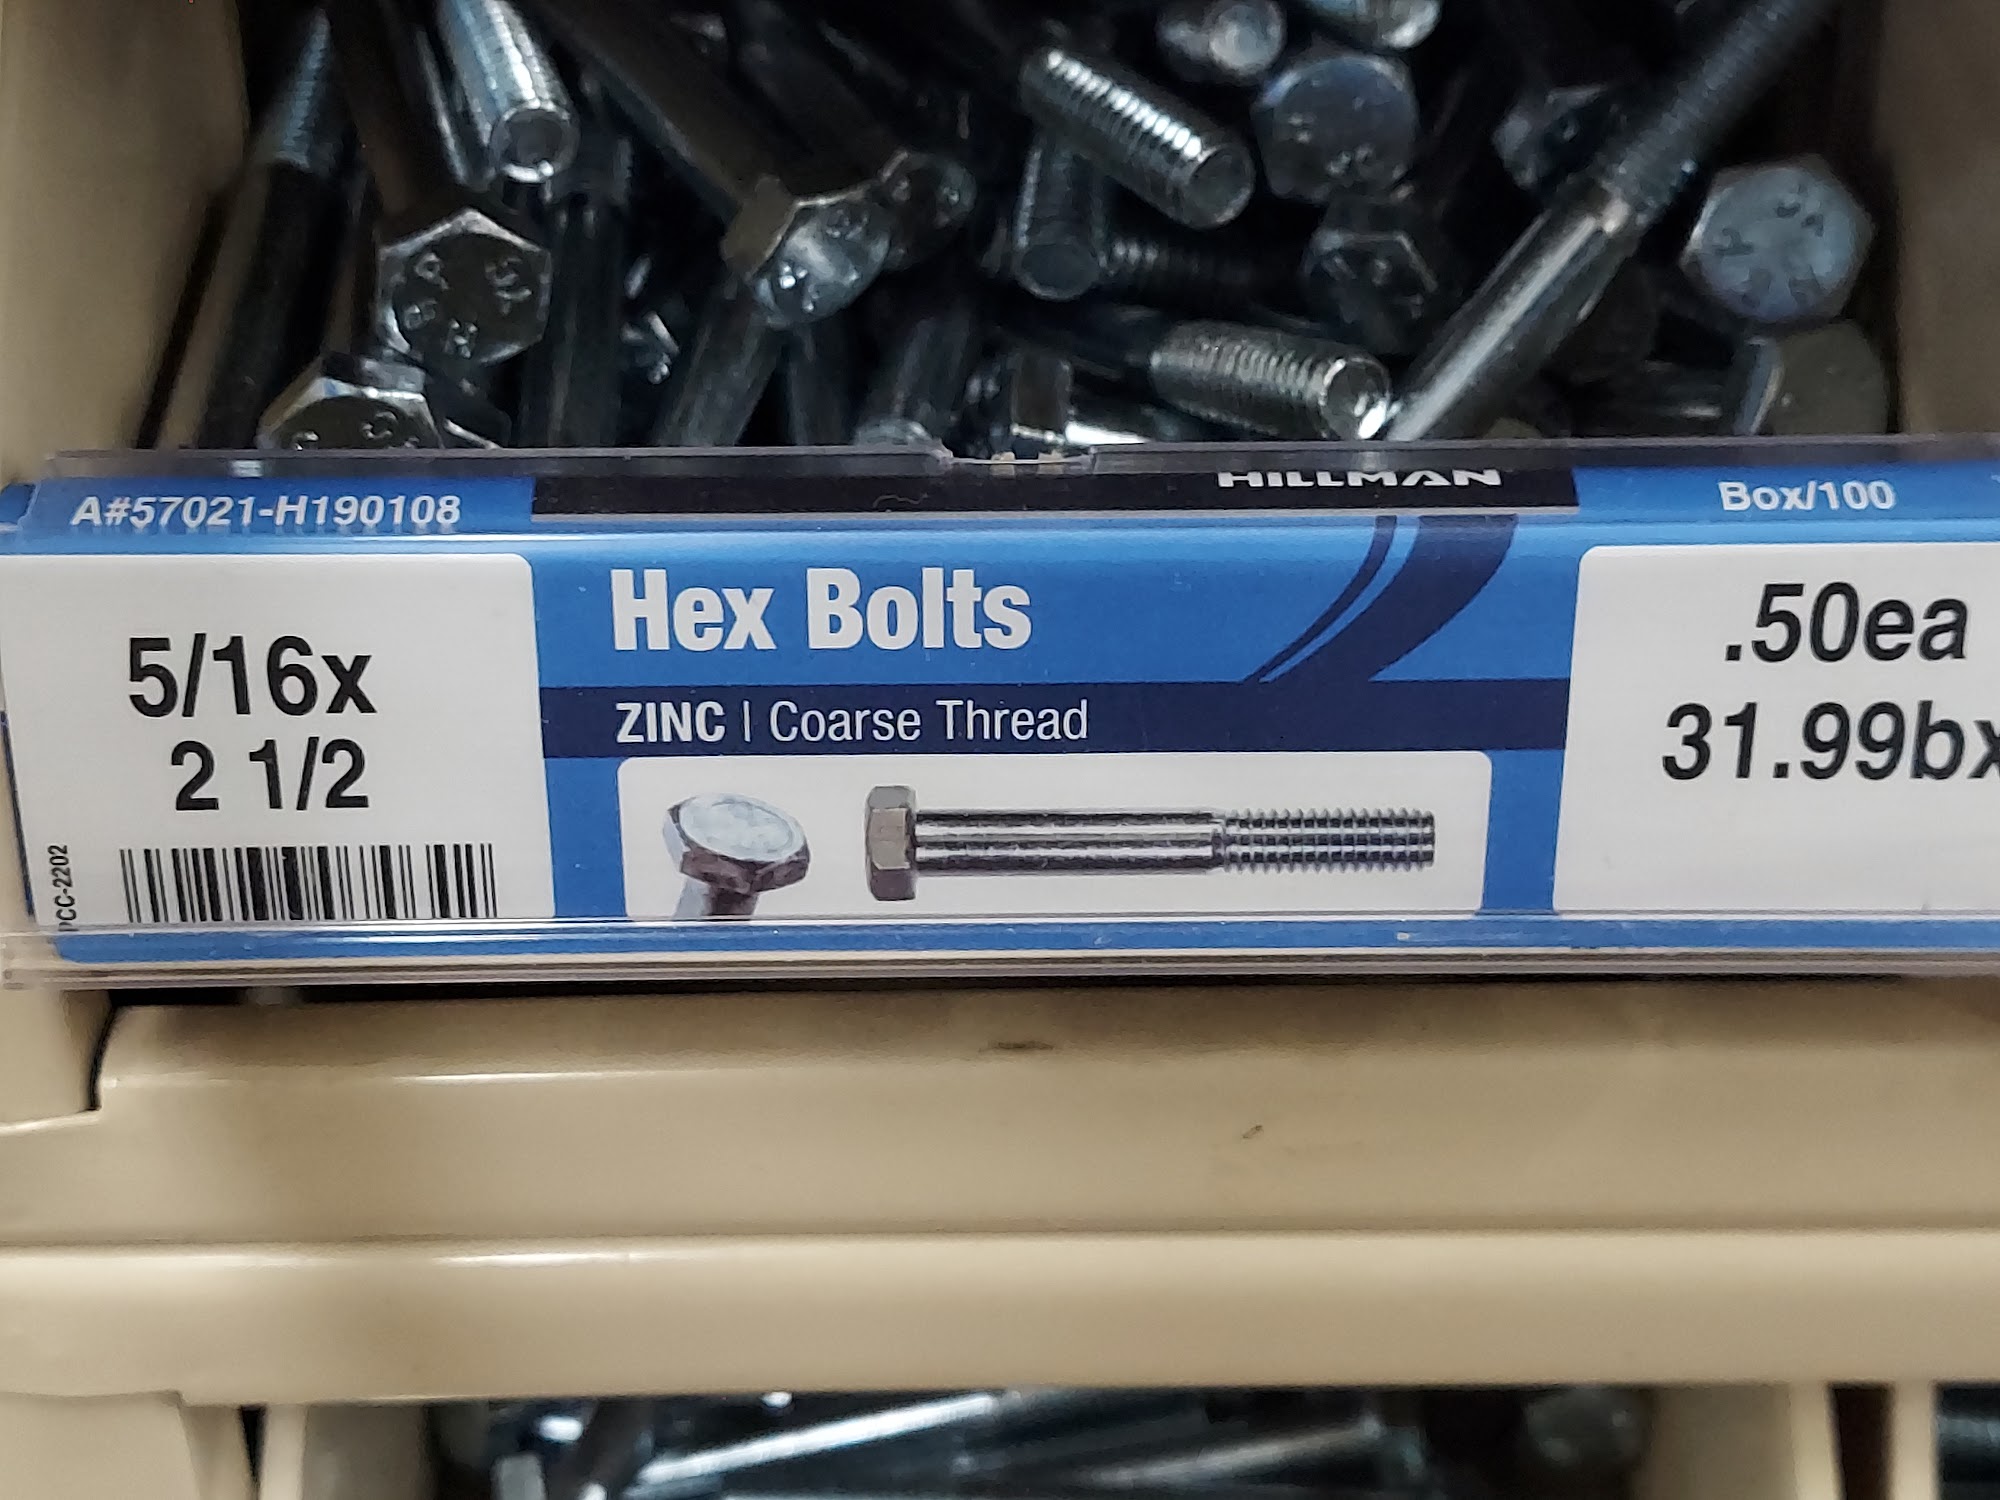 A#57021-H190108
HILLMAN
Box/100
5/16x
2 1/2
Hex Bolts
ZINC | Coarse Thread
.50ea
31.99bx
PCC-2202